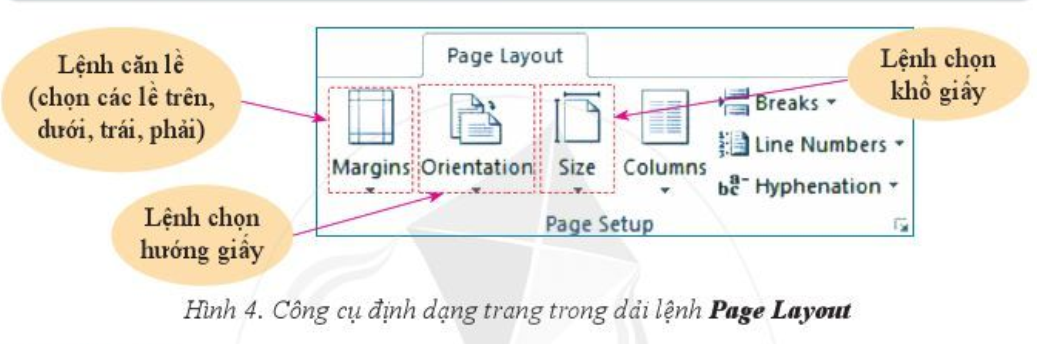 Lệnh căn lề
(chọn các lề trên,
dưới, trái, phải)
Page Layout
Lệnh chọn
khổ giấy
Margins
Orientation
Size
Columns
Breaks
Line Numbers
Hyphenation
Lệnh chọn
hướng giấy
Page Setup
Hình 4. Công cụ định dạng trang trong dải lệnh Page Layout